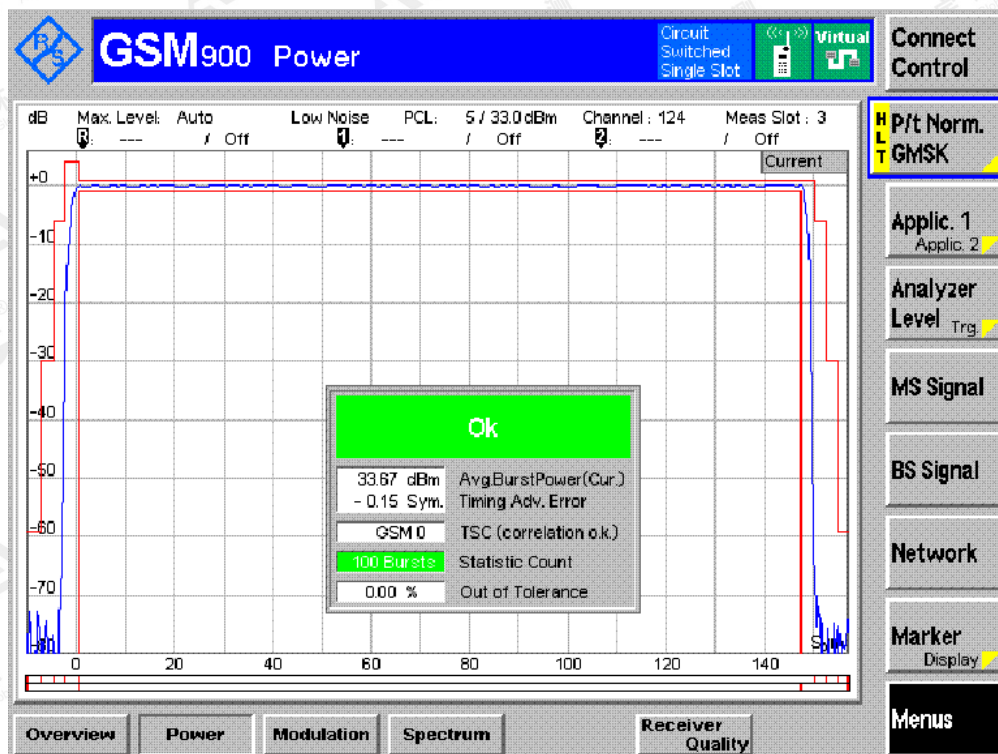 R/S
GSM900 Power
Circuit Switched Single Slot
Virtual
Connect Control
dB Max. Level: Auto Low Noise PCL: 5 / 33.0 dBm Channel : 124 Meas Slot : 3
R: --- / Off 1: --- / Off 2: --- / Off
Current
HLT
P/t Norm. GMSK
Applic. 1
Applic. 2
Analyzer Level Trg.
MS Signal
BS Signal
Network
Marker
Display
Menus
+0
-10
-20
-30
-40
-50
-60
-70
-80
Ok
33.67 dBm Avg.BurstPower(Cur.)
- 0.15 Sym. Timing Adv. Error
GSM 0 TSC (correlation o.k.)
100 Bursts Statistic Count
0.00 % Out of Tolerance
0 20 40 60 80 100 120 140
Overview Power Modulation Spectrum Receiver Quality